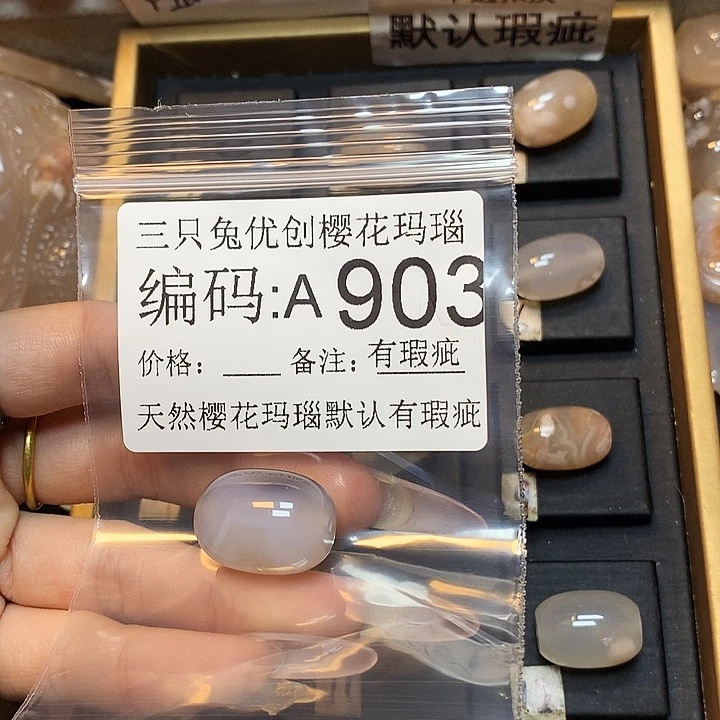 默认瑕疵
三只兔优创樱花玛瑙
编码:A903
价格: ____ 备注: 有瑕疵
天然樱花玛瑙默认有瑕疵